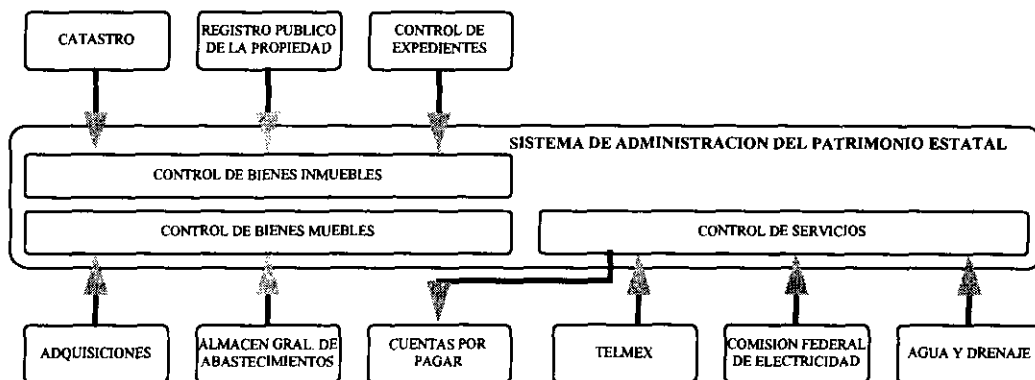 CATASTRO
REGISTRO PUBLICO
DE LA PROPIEDAD
CONTROL DE
EXPEDIENTES
SISTEMA DE ADMINISTRACION DEL PATRIMONIO ESTATAL
CONTROL DE BIENES INMUEBLES
CONTROL DE BIENES MUEBLES
CONTROL DE SERVICIOS
ADQUISICIONES
ALMACEN GRAL. DE
ABASTECIMIENTOS
CUENTAS POR
PAGAR
TELMEX
COMISION FEDERAL
DE ELECTRICIDAD
AGUA Y DRENAJE